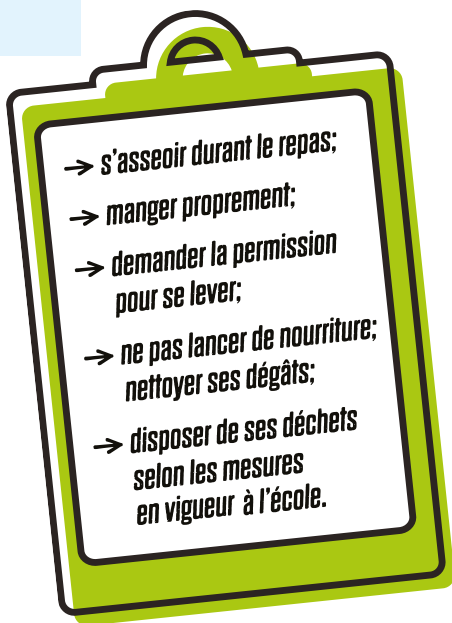 → s'asseoir durant le repas;
→ manger proprement;
→ demander la permission
pour se lever;
→ ne pas lancer de nourriture;
nettoyer ses dégâts;
→ disposer de ses déchets
selon les mesures
en vigueur à l'école.